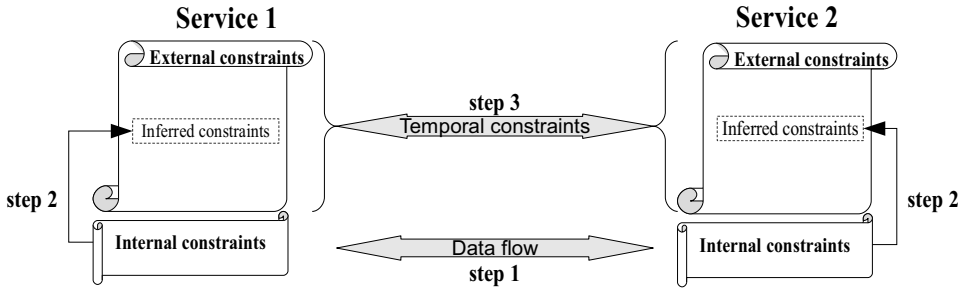 Service 1
Service 2
External constraints
External constraints
step 3
Temporal constraints
Inferred constraints
Inferred constraints
step 2
step 2
Internal constraints
Internal constraints
Data flow
step 1